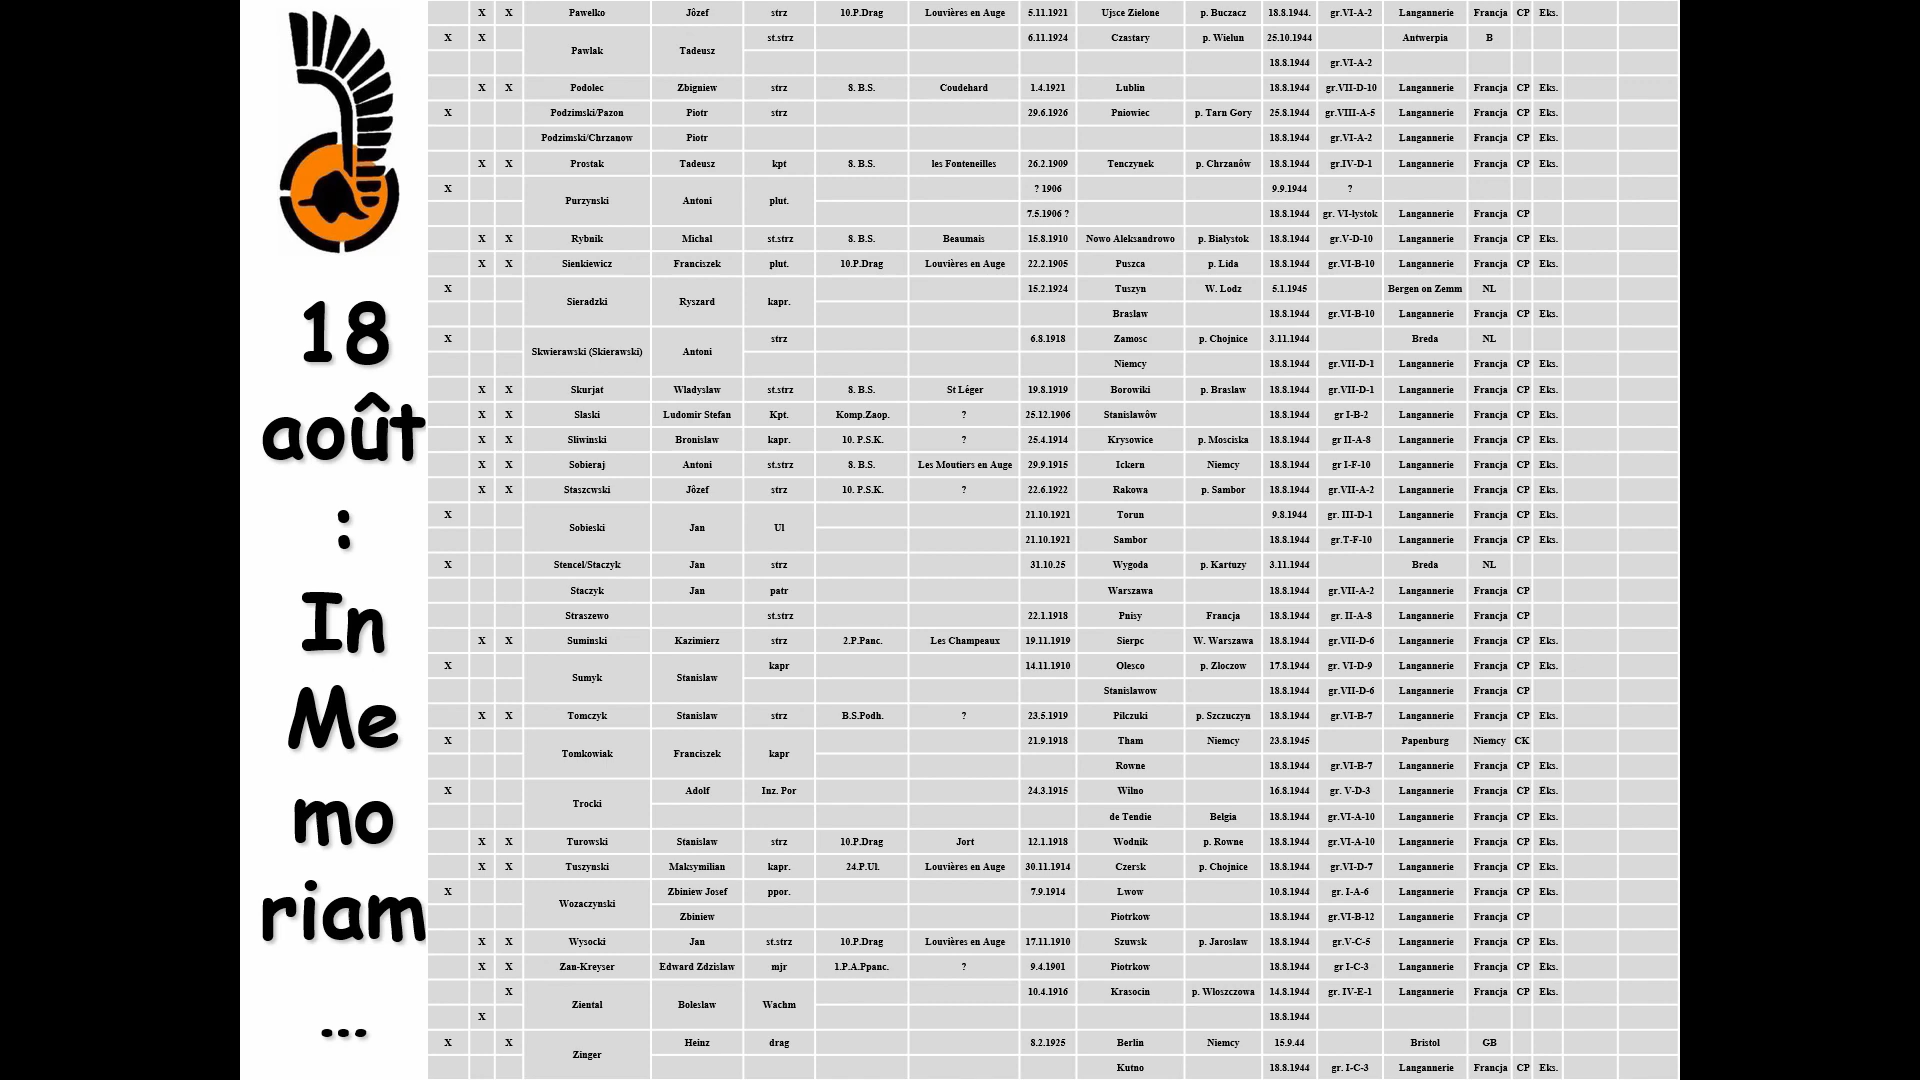 18
août
:
In
Me
mo
riam
...
X X Pawełko Jôzef strz 10.P.Drag Louvières en Auge 5.11.1921 Ujsce Zielone p. Buczacz 18.8.1944. gr.VI-A-2 Langannerie Francja CP Eks.
X X Pawlak Tadeusz st.strz 6.11.1924 Czastary p. Wielun 25.10.1944 Antwerpia B
18.8.1944 gr.VI-A-2
X X Podolec Zbigniew strz 8. B.S. Coudehard 1.4.1921 Lublin 18.8.1944 gr.VII-D-10 Langannerie Francja CP Eks.
X Podzimski/Pazon Piotr strz 29.6.1926 Pniowiec p. Tarn Gory 25.8.1944 gr.VIII-A-5 Langannerie Francja CP Eks.
Podzimski/Chrzanow Piotr 18.8.1944 gr.VI-A-2 Langannerie Francja CP Eks.
X X Prostak Tadeusz kpt 8. B.S. les Fonteneilles 26.2.1909 Tenczynek p. Chrzanôw 18.8.1944 gr.IV-D-1 Langannerie Francja CP Eks.
X Purzynski Antoni plut. ? 1906 9.9.1944 ?
7.5.1906 ? 18.8.1944 gr. VI-lystok Langannerie Francja CP
X X Rybnik Michal st.strz 8. B.S. Beaumais 15.8.1910 Nowo Aleksandrowo p. Bialystok 18.8.1944 gr.V-D-10 Langannerie Francja CP Eks.
X X Sienkiewicz Franciszek plut. 10.P.Drag Louvières en Auge 22.2.1905 Puszca p. Lida 18.8.1944 gr.VI-B-10 Langannerie Francja CP Eks.
X Sieradzki Ryszard kapr. 15.2.1924 Tuszyn W. Lodz 5.1.1945 Bergen on Zemm NL
Braslaw 18.8.1944 gr.VI-B-10 Langannerie Francja CP Eks.
X Skwierawski (Skierawski) Antoni strz 6.8.1918 Zamosc p. Chojnice 3.11.1944 Breda NL
Niemcy 18.8.1944 gr.VII-D-1 Langannerie Francja CP Eks.
X X Skurjat Wladyslaw st.strz 8. B.S. St Léger 19.8.1919 Borowiki p. Braslaw 18.8.1944 gr.VII-D-1 Langannerie Francja CP Eks.
X X Slaski Ludomir Stefan Kpt. Komp.Zaop. ? 25.12.1906 Stanislawôw 18.8.1944 gr I-B-2 Langannerie Francja CP Eks.
X X Sliwinski Bronislaw kapr. 10. P.S.K. ? 25.4.1914 Krysowice p. Mosciska 18.8.1944 gr II-A-8 Langannerie Francja CP Eks.
X X Sobieraj Antoni st.strz 8. B.S. Les Moutiers en Auge 29.9.1915 Ickern Niemcy 18.8.1944 gr I-F-10 Langannerie Francja CP Eks.
X X Staszcwski Jôzef strz 10. P.S.K. ? 22.6.1922 Rakowa p. Sambor 18.8.1944 gr.VII-A-2 Langannerie Francja CP Eks.
X Sobieski Jan Ul 21.10.1921 Torun 9.8.1944 gr. III-D-1 Langannerie Francja CP Eks.
21.10.1921 Sambor 18.8.1944 gr.T-F-10 Langannerie Francja CP Eks.
X Stencel/Staczyk Jan strz 31.10.25 Wygoda p. Kartuzy 3.11.1944 Breda NL
Staczyk Jan patr Warszawa 18.8.1944 gr.VII-A-2 Langannerie Francja CP
Straszewo st.strz 22.1.1918 Pnisy Francja 18.8.1944 gr. II-A-8 Langannerie Francja CP
X X Suminski Kazimierz strz 2.P.Panc. Les Champeaux 19.11.1919 Sierpc W. Warszawa 18.8.1944 gr.VII-D-6 Langannerie Francja CP Eks.
X Sumyk Stanislaw kapr 14.11.1910 Olesco p. Zloczow 17.8.1944 gr. VI-D-9 Langannerie Francja CP Eks.
Stanislawow 18.8.1944 gr.VII-D-6 Langannerie Francja CP
X X Tomczyk Stanislaw strz B.S.Podh. ? 23.5.1919 Pilczuki p. Szczuczyn 18.8.1944 gr.VI-B-7 Langannerie Francja CP Eks.
X Tomkowiak Franciszek kapr 21.9.1918 Tham Niemcy 23.8.1945 Papenburg Niemcy CK
Rowne 18.8.1944 gr.VI-B-7 Langannerie Francja CP Eks.
X Trocki Adolf Inz. Por 24.3.1915 Wilno 16.8.1944 gr. V-D-3 Langannerie Francja CP Eks.
de Tendie Belgia 18.8.1944 gr.VI-A-10 Langannerie Francja CP Eks.
X X Turowski Stanislaw strz 10.P.Drag Jort 12.1.1918 Wodnik p. Rowne 18.8.1944 gr.VI-A-10 Langannerie Francja CP Eks.
X X Tuszynski Maksymilian kapr. 24.P.Ul. Louvières en Auge 30.11.1914 Czersk p. Chojnice 18.8.1944 gr.VI-D-7 Langannerie Francja CP Eks.
X Wozaczynski Zbiniew Josef ppor. 7.9.1914 Lwow 10.8.1944 gr. I-A-6 Langannerie Francja CP Eks.
Zbiniew Piotrkow 18.8.1944 gr.VI-B-12 Langannerie Francja CP
X X Wysocki Jan st.strz 10.P.Drag Louvières en Auge 17.11.1910 Szuwsk p. Jaroslaw 18.8.1944 gr.V-C-5 Langannerie Francja CP Eks.
X X Zan-Kreyser Edward Zdzislaw mjr 1.P.A.Ppanc. ? 9.4.1901 Piotrkow 18.8.1944 gr I-C-3 Langannerie Francja CP Eks.
X Ziental Boleslaw Wachm 10.4.1916 Krasocin p. Wloszczowa 14.8.1944 gr. IV-E-1 Langannerie Francja CP Eks.
X 18.8.1944
X X Zinger Heinz drag 8.2.1925 Berlin Niemcy 15.9.44 Bristol GB
Kutno 18.8.1944 gr. I-C-3 Langannerie Francja CP Eks.